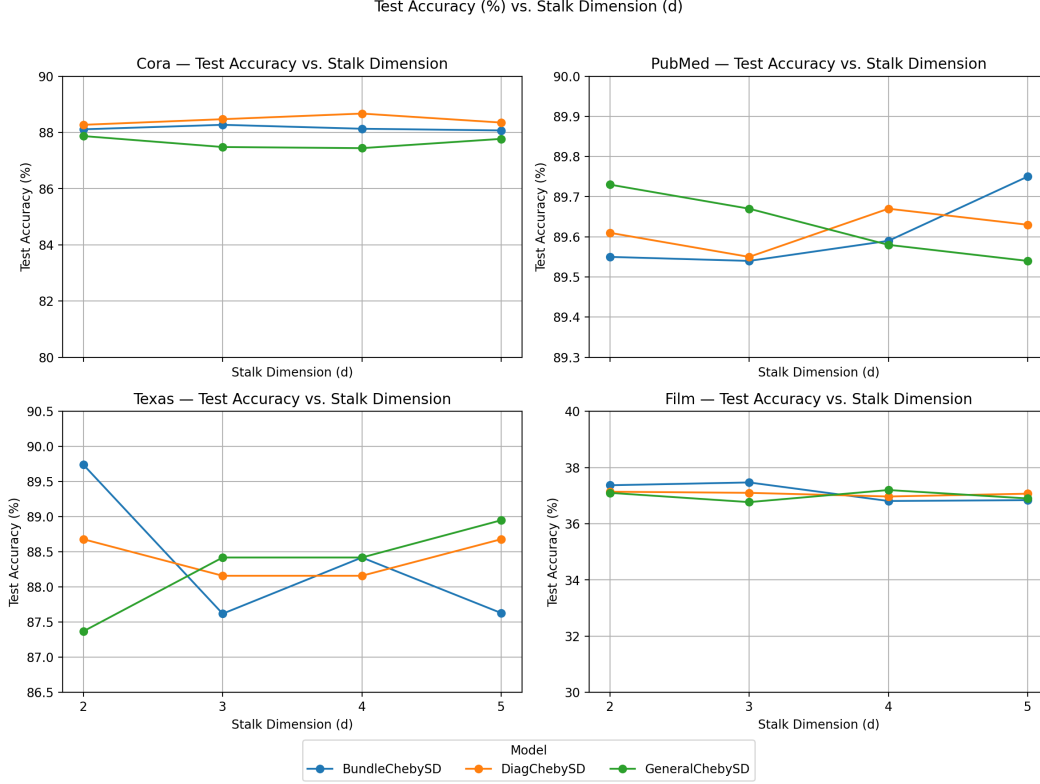 Test Accuracy (%) vs. Stalk Dimension (d)
Cora — Test Accuracy vs. Stalk Dimension
Test Accuracy (%)
90
88
86
84
82
80
Stalk Dimension (d)
PubMed — Test Accuracy vs. Stalk Dimension
Test Accuracy (%)
90.0
89.9
89.8
89.7
89.6
89.5
89.4
89.3
Stalk Dimension (d)
Texas — Test Accuracy vs. Stalk Dimension
Test Accuracy (%)
90.5
90.0
89.5
89.0
88.5
88.0
87.5
87.0
86.5
2 3 4 5
Stalk Dimension (d)
Film — Test Accuracy vs. Stalk Dimension
Test Accuracy (%)
40
38
36
34
32
30
2 3 4 5
Stalk Dimension (d)
Model
BundleChebySD DiagChebySD GeneralChebySD